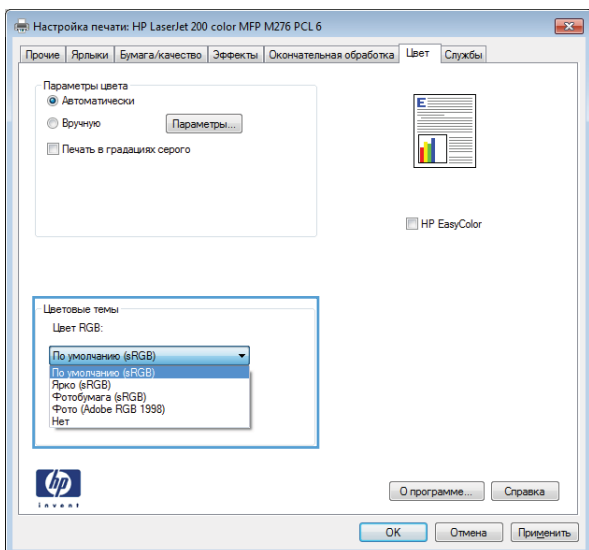 Настройка печати: HP LaserJet 200 color MFP M276 PCL 6
Прочие Ярлыки Бумага/качество Эффекты Окончательная обработка Цвет Службы
Параметры цвета
Автоматически
Вручную Параметры...
Печать в градациях серого
E
HP EasyColor
Цветовые темы
Цвет RGB:
По умолчанию (sRGB)
По умолчанию (sRGB)
Ярко (sRGB)
Фотобумага (sRGB)
Фото (Adobe RGB 1998)
Нет
hp
invent
О программе... Справка
OK Отмена Применить